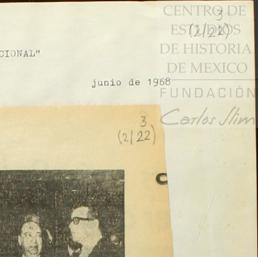 CENTRO DE
ESTUDIOS
DE HISTORIA
DE MEXICO
FUNDACIÓN
Carlos Slim
3
(2/22)
CIONAL"
junio de 1968
3
(2/22)